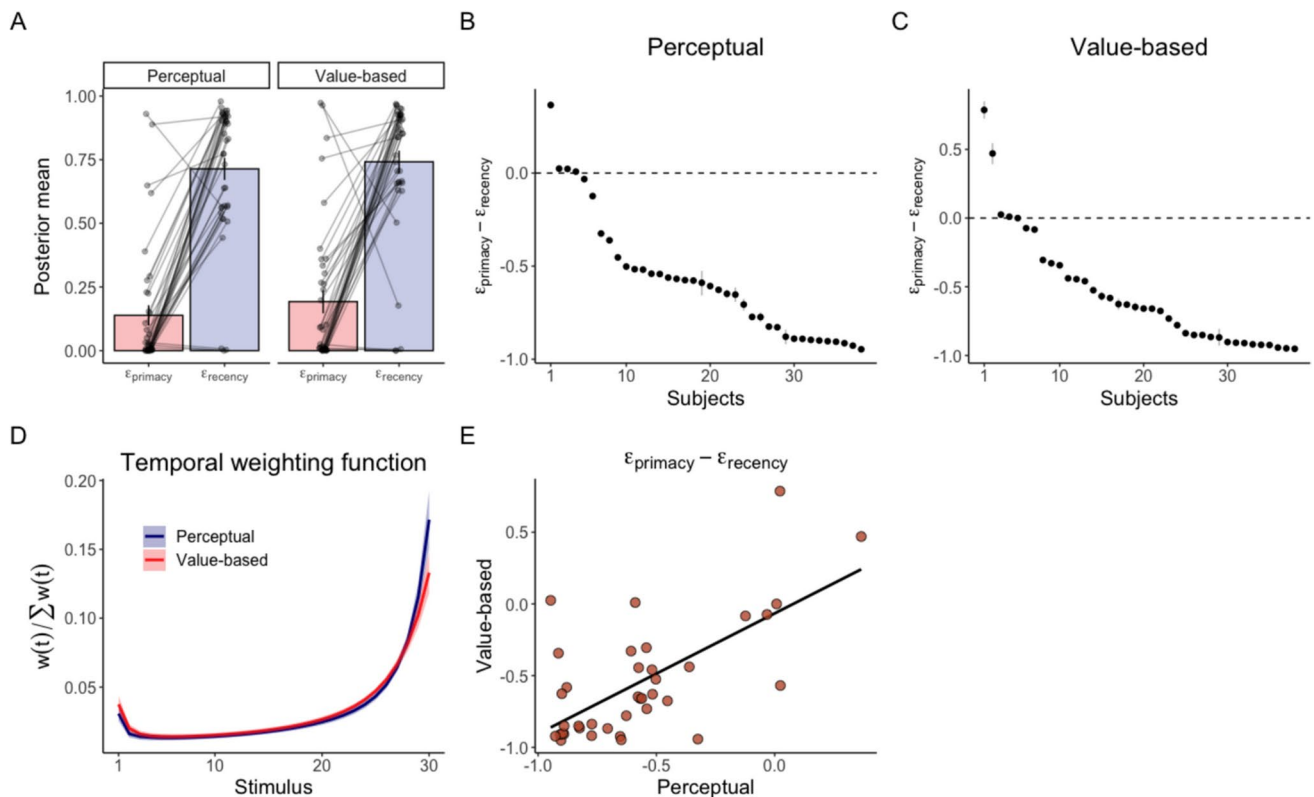 A
Perceptual
Value-based
1.00
0.75
0.50
0.25
0.00
Posterior mean
εprimacy
εrecency
εprimacy
εrecency
B
Perceptual
0.0
-0.5
-1.0
εprimacy − εrecency
1
10
20
30
Subjects
C
Value-based
0.5
0.0
-0.5
-1.0
εprimacy − εrecency
1
10
20
30
Subjects
D
Temporal weighting function
0.20
0.15
0.10
0.05
w(t) / ∑ w(t)
Perceptual
Value-based
1
10
20
30
Stimulus
E
εprimacy − εrecency
0.5
0.0
-0.5
-1.0
Value-based
-1.0
-0.5
0.0
Perceptual